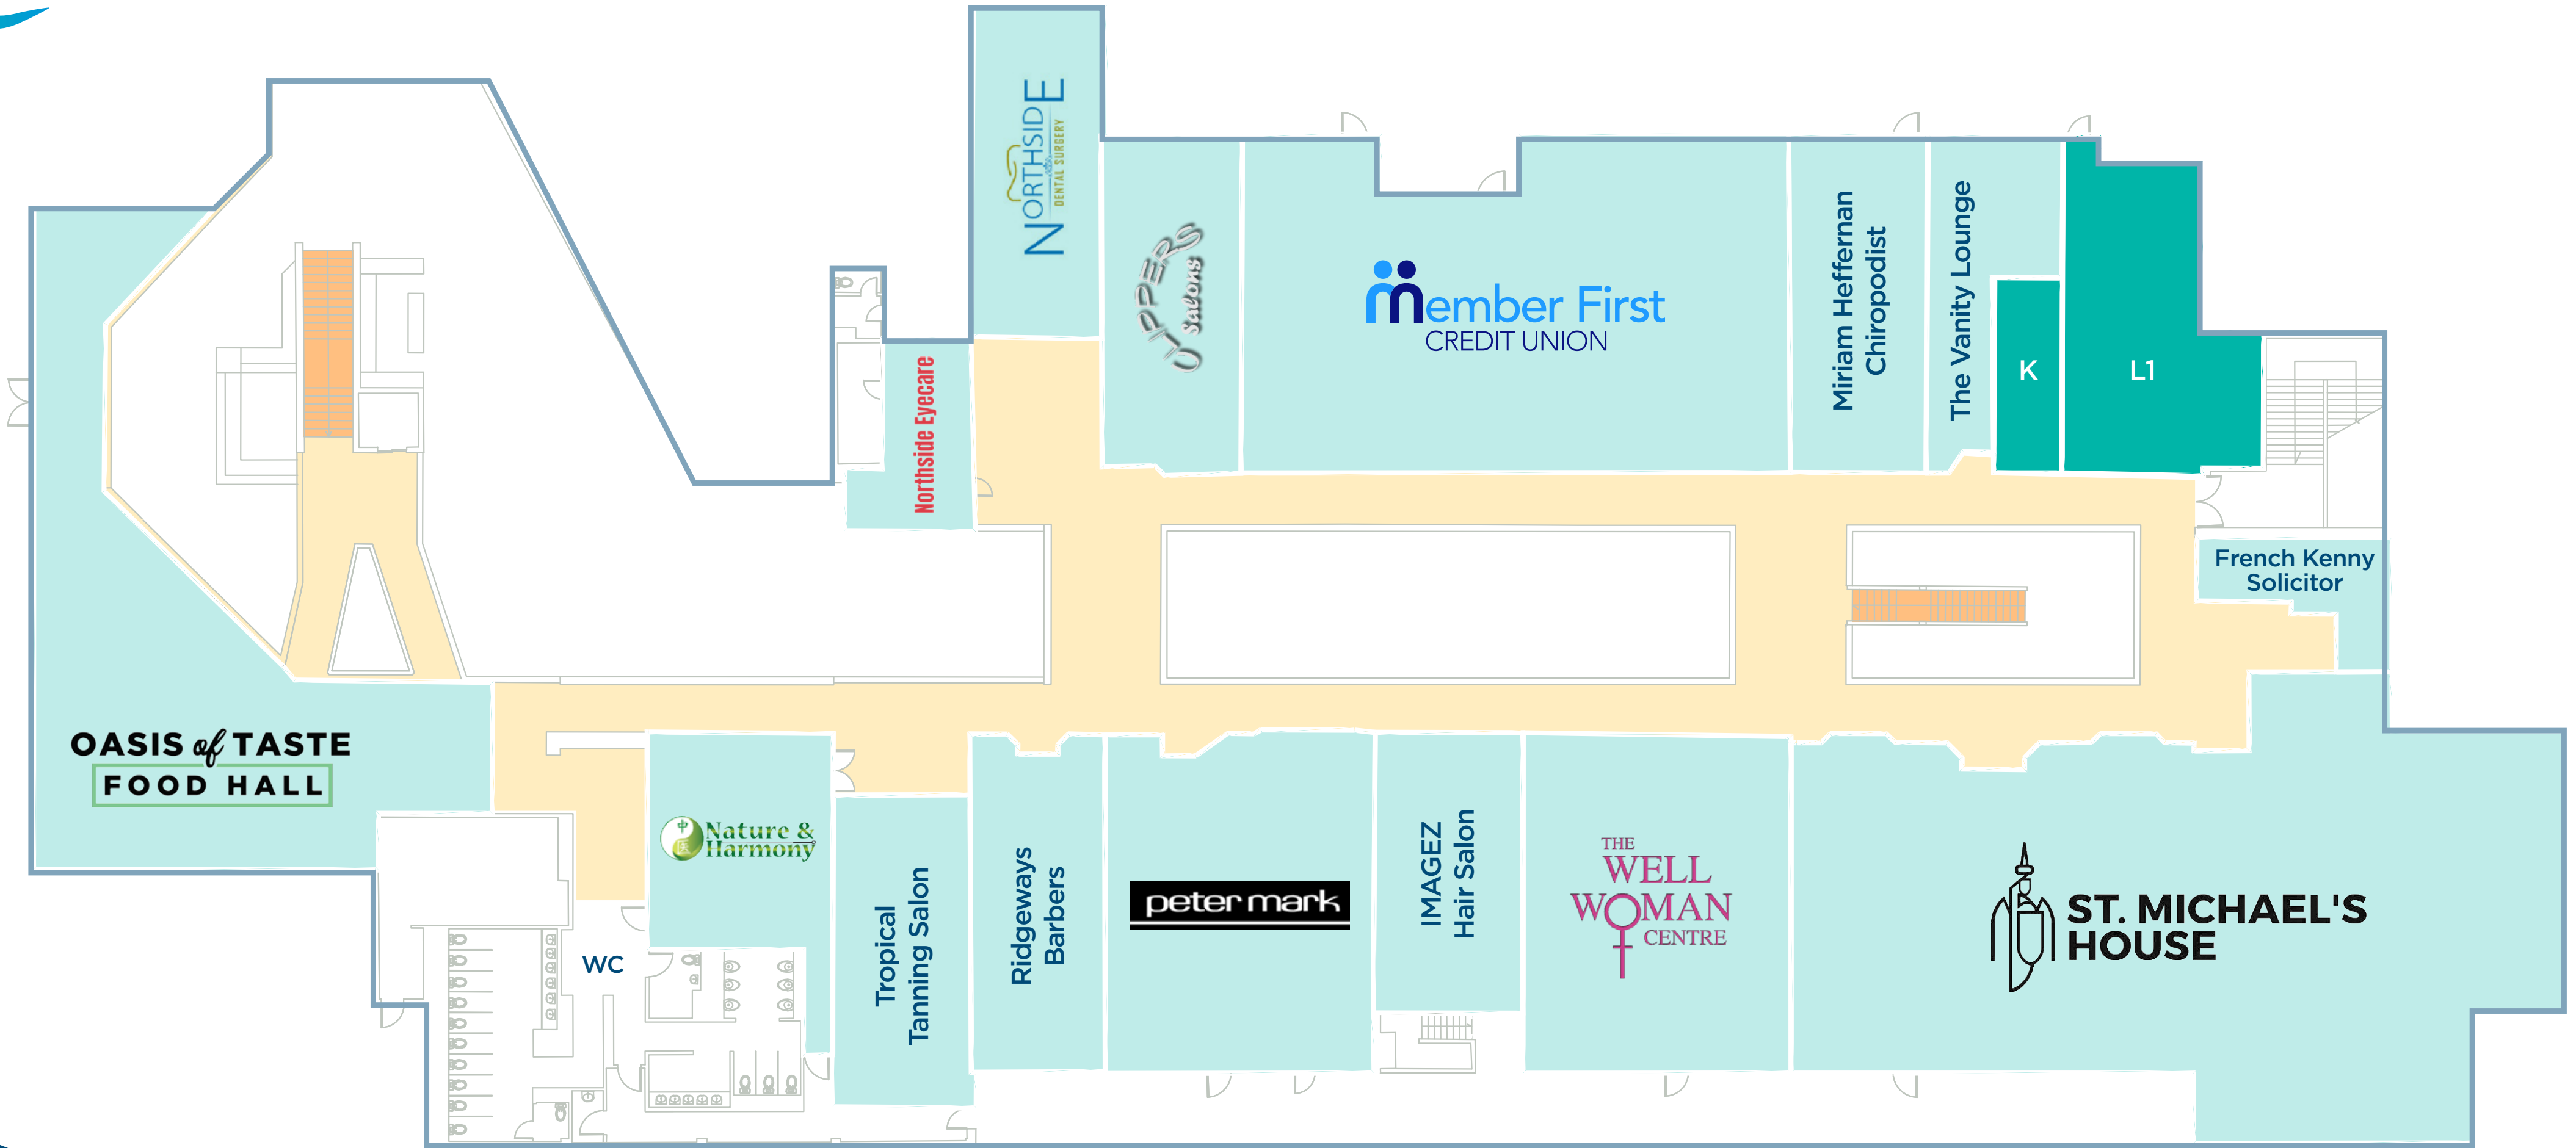 NORTHSIDE
DENTAL SURGERY
Salons
Member First
CREDIT UNION
Miriam Heffernan
Chiropodist
The Vanity Lounge
K
L1
Northside Eyecare
French Kenny
Solicitor
OASIS of TASTE
FOOD HALL
中
医
Nature &
Harmony
WC
Tropical
Tanning Salon
Ridgeways
Barbers
peter mark
IMAGEZ
Hair Salon
THE
WELL
WOMAN
CENTRE
ST. MICHAEL'S
HOUSE